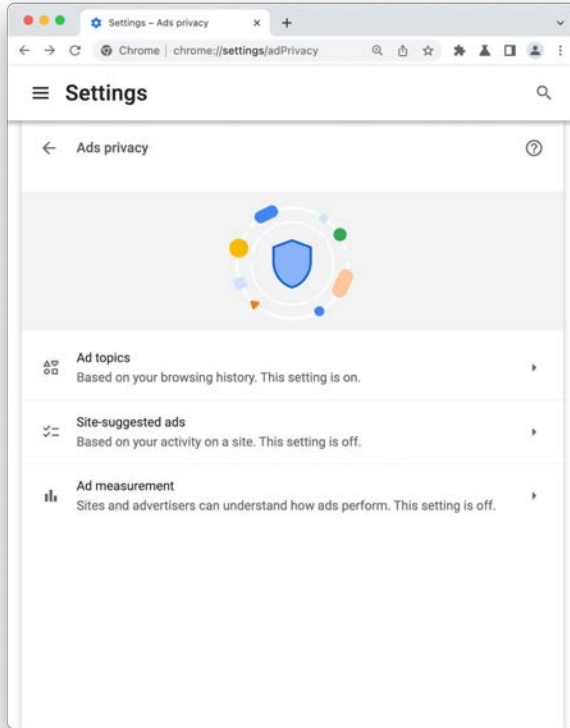 Settings – Ads privacy
Chrome | chrome://settings/adPrivacy
Settings
Ads privacy
Ad topics
Based on your browsing history. This setting is on.
Site-suggested ads
Based on your activity on a site. This setting is off.
Ad measurement
Sites and advertisers can understand how ads perform. This setting is off.